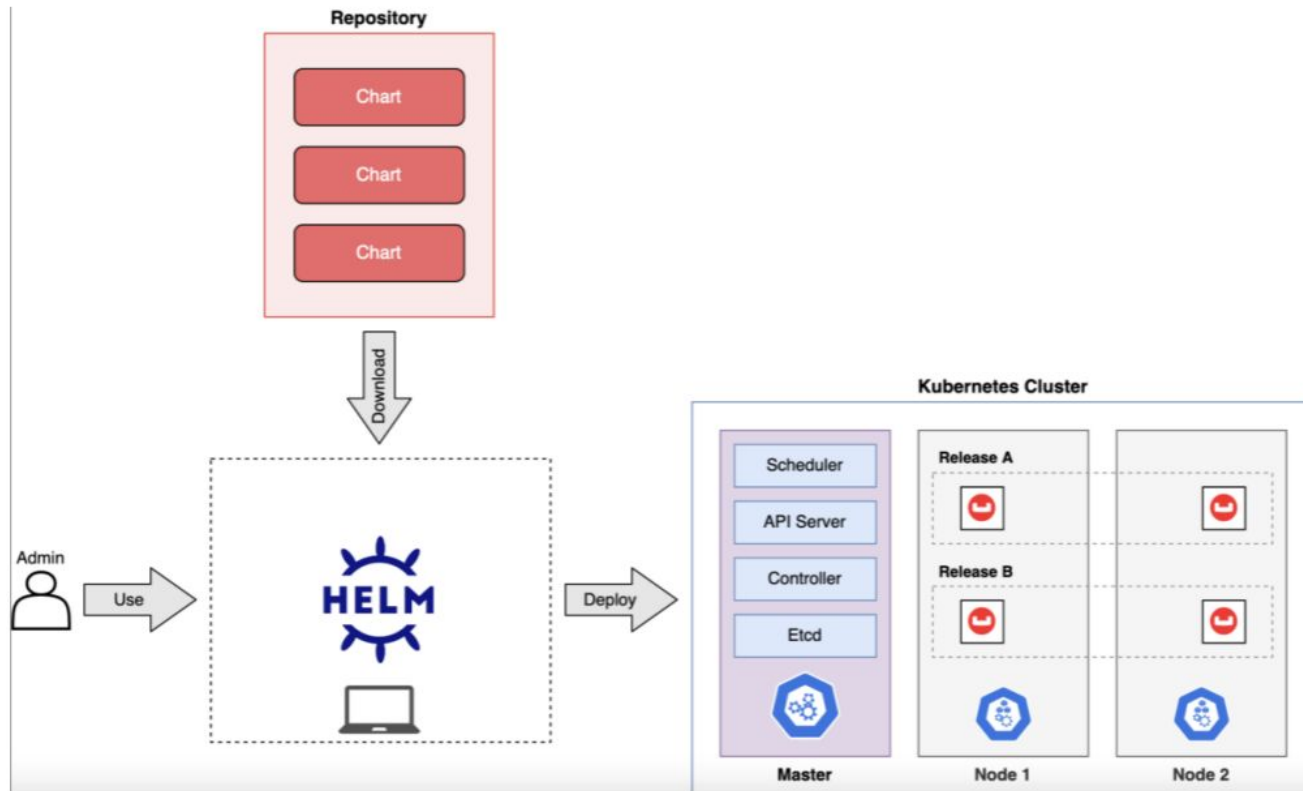 Repository
Chart
Chart
Chart
Download
Admin
Use
HELM
Deploy
Kubernetes Cluster
Scheduler
API Server
Controller
Etcd
Master
Release A
Release B
Node 1
Node 2